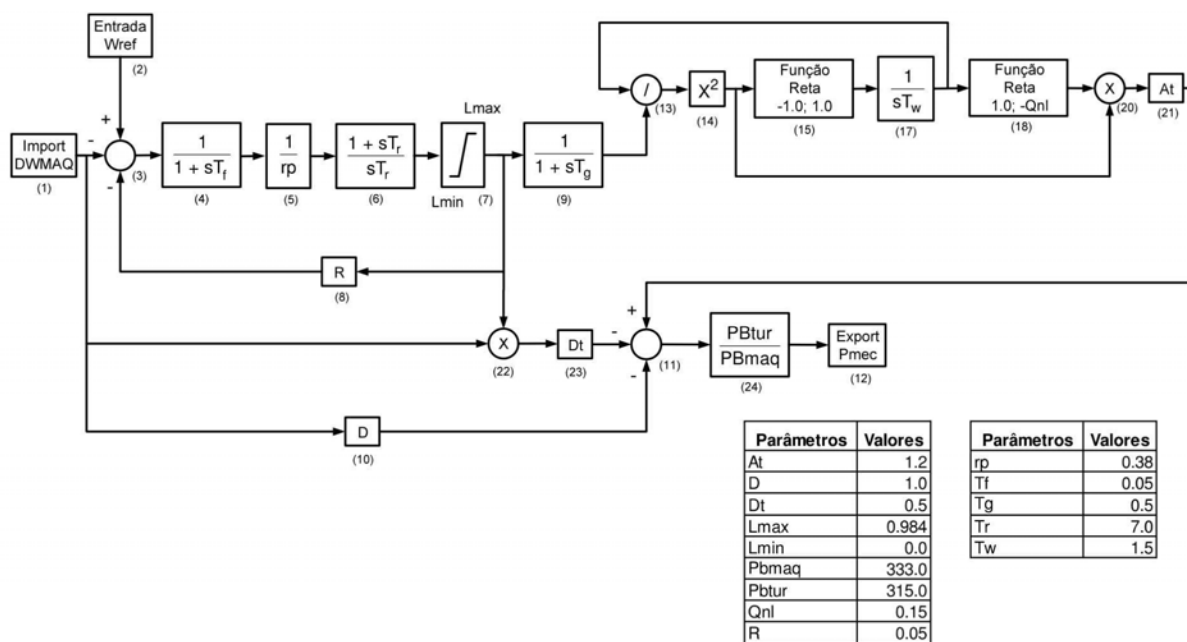 Entrada
Wref
(2)
Import
DWMAQ
(1)
-
+
-
(3)
1
1 + sTf
(4)
1
rp
(5)
1 + sTr
sTr
(6)
Lmax
Lmin
(7)
1
1 + sTg
(9)
/
(13)
X²
(14)
Função
Reta
-1.0; 1.0
(15)
1
sTw
(17)
Função
Reta
1.0; -Qnl
(18)
X
(20)
At
(21)
R
(8)
X
(22)
Dt
(23)
+
-
-
(11)
PBtur
PBmaq
(24)
Export
Pmec
(12)
D
(10)
Parâmetros Valores
At 1.2
D 1.0
Dt 0.5
Lmax 0.984
Lmin 0.0
Pbmaq 333.0
Pbtur 315.0
Qnl 0.15
R 0.05
Parâmetros Valores
rp 0.38
Tf 0.05
Tg 0.5
Tr 7.0
Tw 1.5